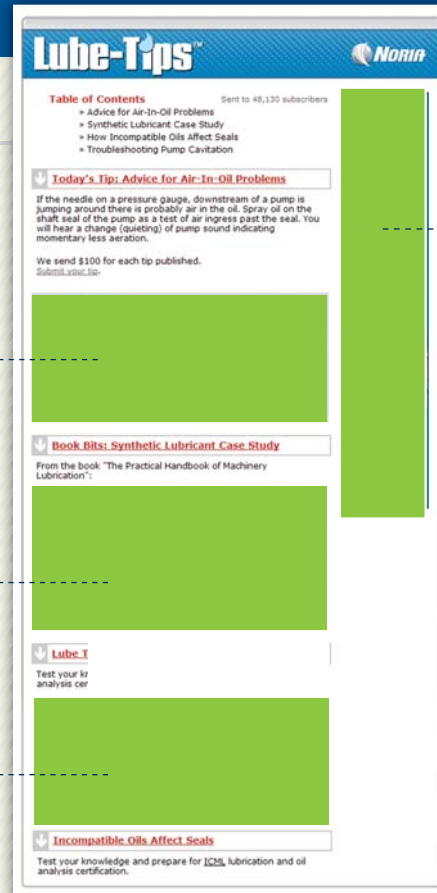 Lube-Tips™
NORIA
Table of Contents
Sent to 48,130 subscribers
» Advice for Air-In-Oil Problems
» Synthetic Lubricant Case Study
» How Incompatible Oils Affect Seals
» Troubleshooting Pump Cavitation
Today's Tip: Advice for Air-In-Oil Problems
If the needle on a pressure gauge, downstream of a pump is
jumping around there is probably air in the oil. Spray oil on the
shaft seal of the pump as a test of air ingress past the seal. You
will hear a change (quieting) of pump sound indicating
momentary less aeration.
We send $100 for each tip published.
Submit your tip.
Book Bits: Synthetic Lubricant Case Study
From the book "The Practical Handbook of Machinery
Lubrication":
Lube T
Test your
analysis cer
Incompatible Oils Affect Seals
Test your knowledge and prepare for ICML lubrication and oil
analysis certification.